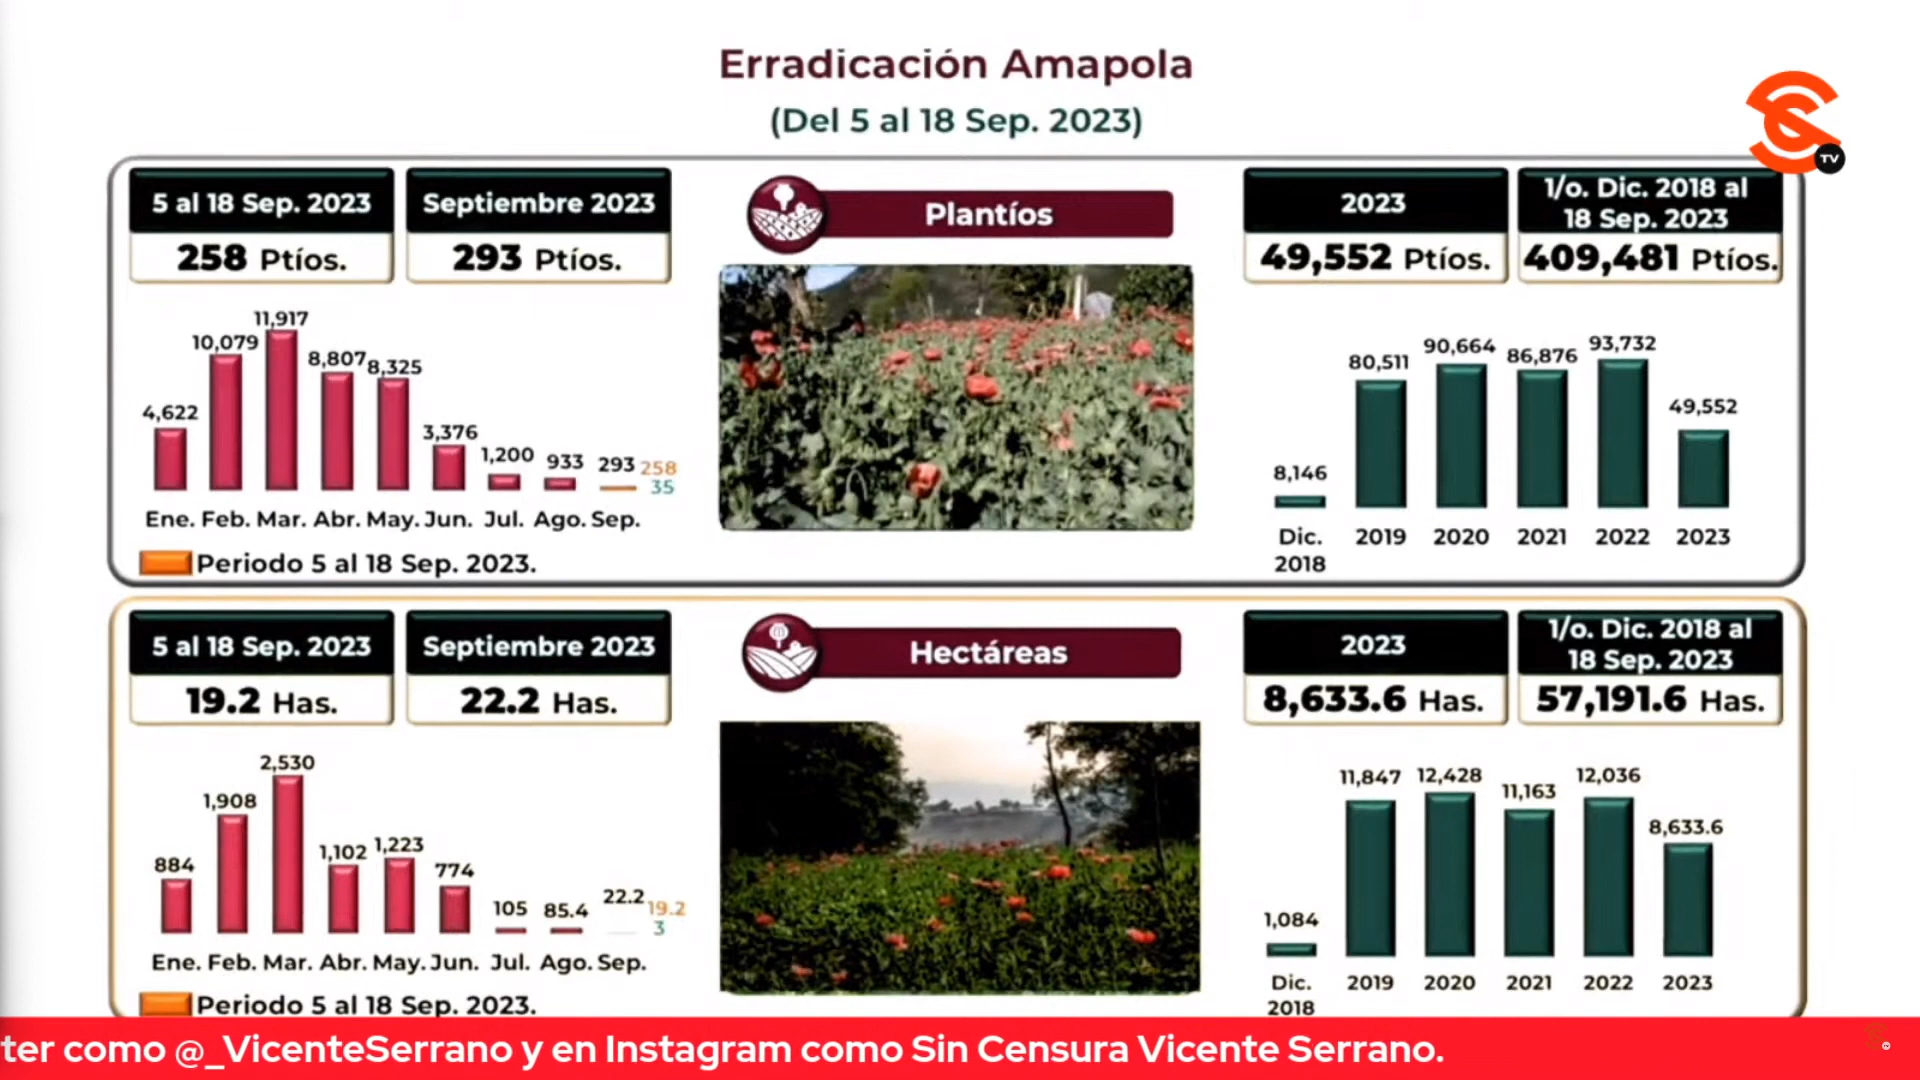 Erradicación Amapola
(Del 5 al 18 Sep. 2023)
TV
5 al 18 Sep. 2023
258 Ptíos.
Septiembre 2023
293 Ptíos.
Plantíos
2023
49,552 Ptíos.
1/o. Dic. 2018 al
18 Sep. 2023
409,481 Ptíos.
4,622 10,079 11,917 8,807 8,325 3,376 1,200 933 293 258
35
Ene. Feb. Mar. Abr. May. Jun. Jul. Ago. Sep.
Periodo 5 al 18 Sep. 2023.
8,146 80,511 90,664 86,876 93,732 49,552
Dic. 2019 2020 2021 2022 2023
2018
5 al 18 Sep. 2023
19.2 Has.
Septiembre 2023
22.2 Has.
Hectáreas
2023
8,633.6 Has.
1/o. Dic. 2018 al
18 Sep. 2023
57,191.6 Has.
884 1,908 2,530 1,102 1,223 774 105 85.4 22.2 19.2
3
Ene. Feb. Mar. Abr. May. Jun. Jul. Ago. Sep.
Periodo 5 al 18 Sep. 2023.
1,084 11,847 12,428 11,163 12,036 8,633.6
Dic. 2019 2020 2021 2022 2023
2018
ter como @_VicenteSerrano y en Instagram como Sin Censura Vicente Serrano.